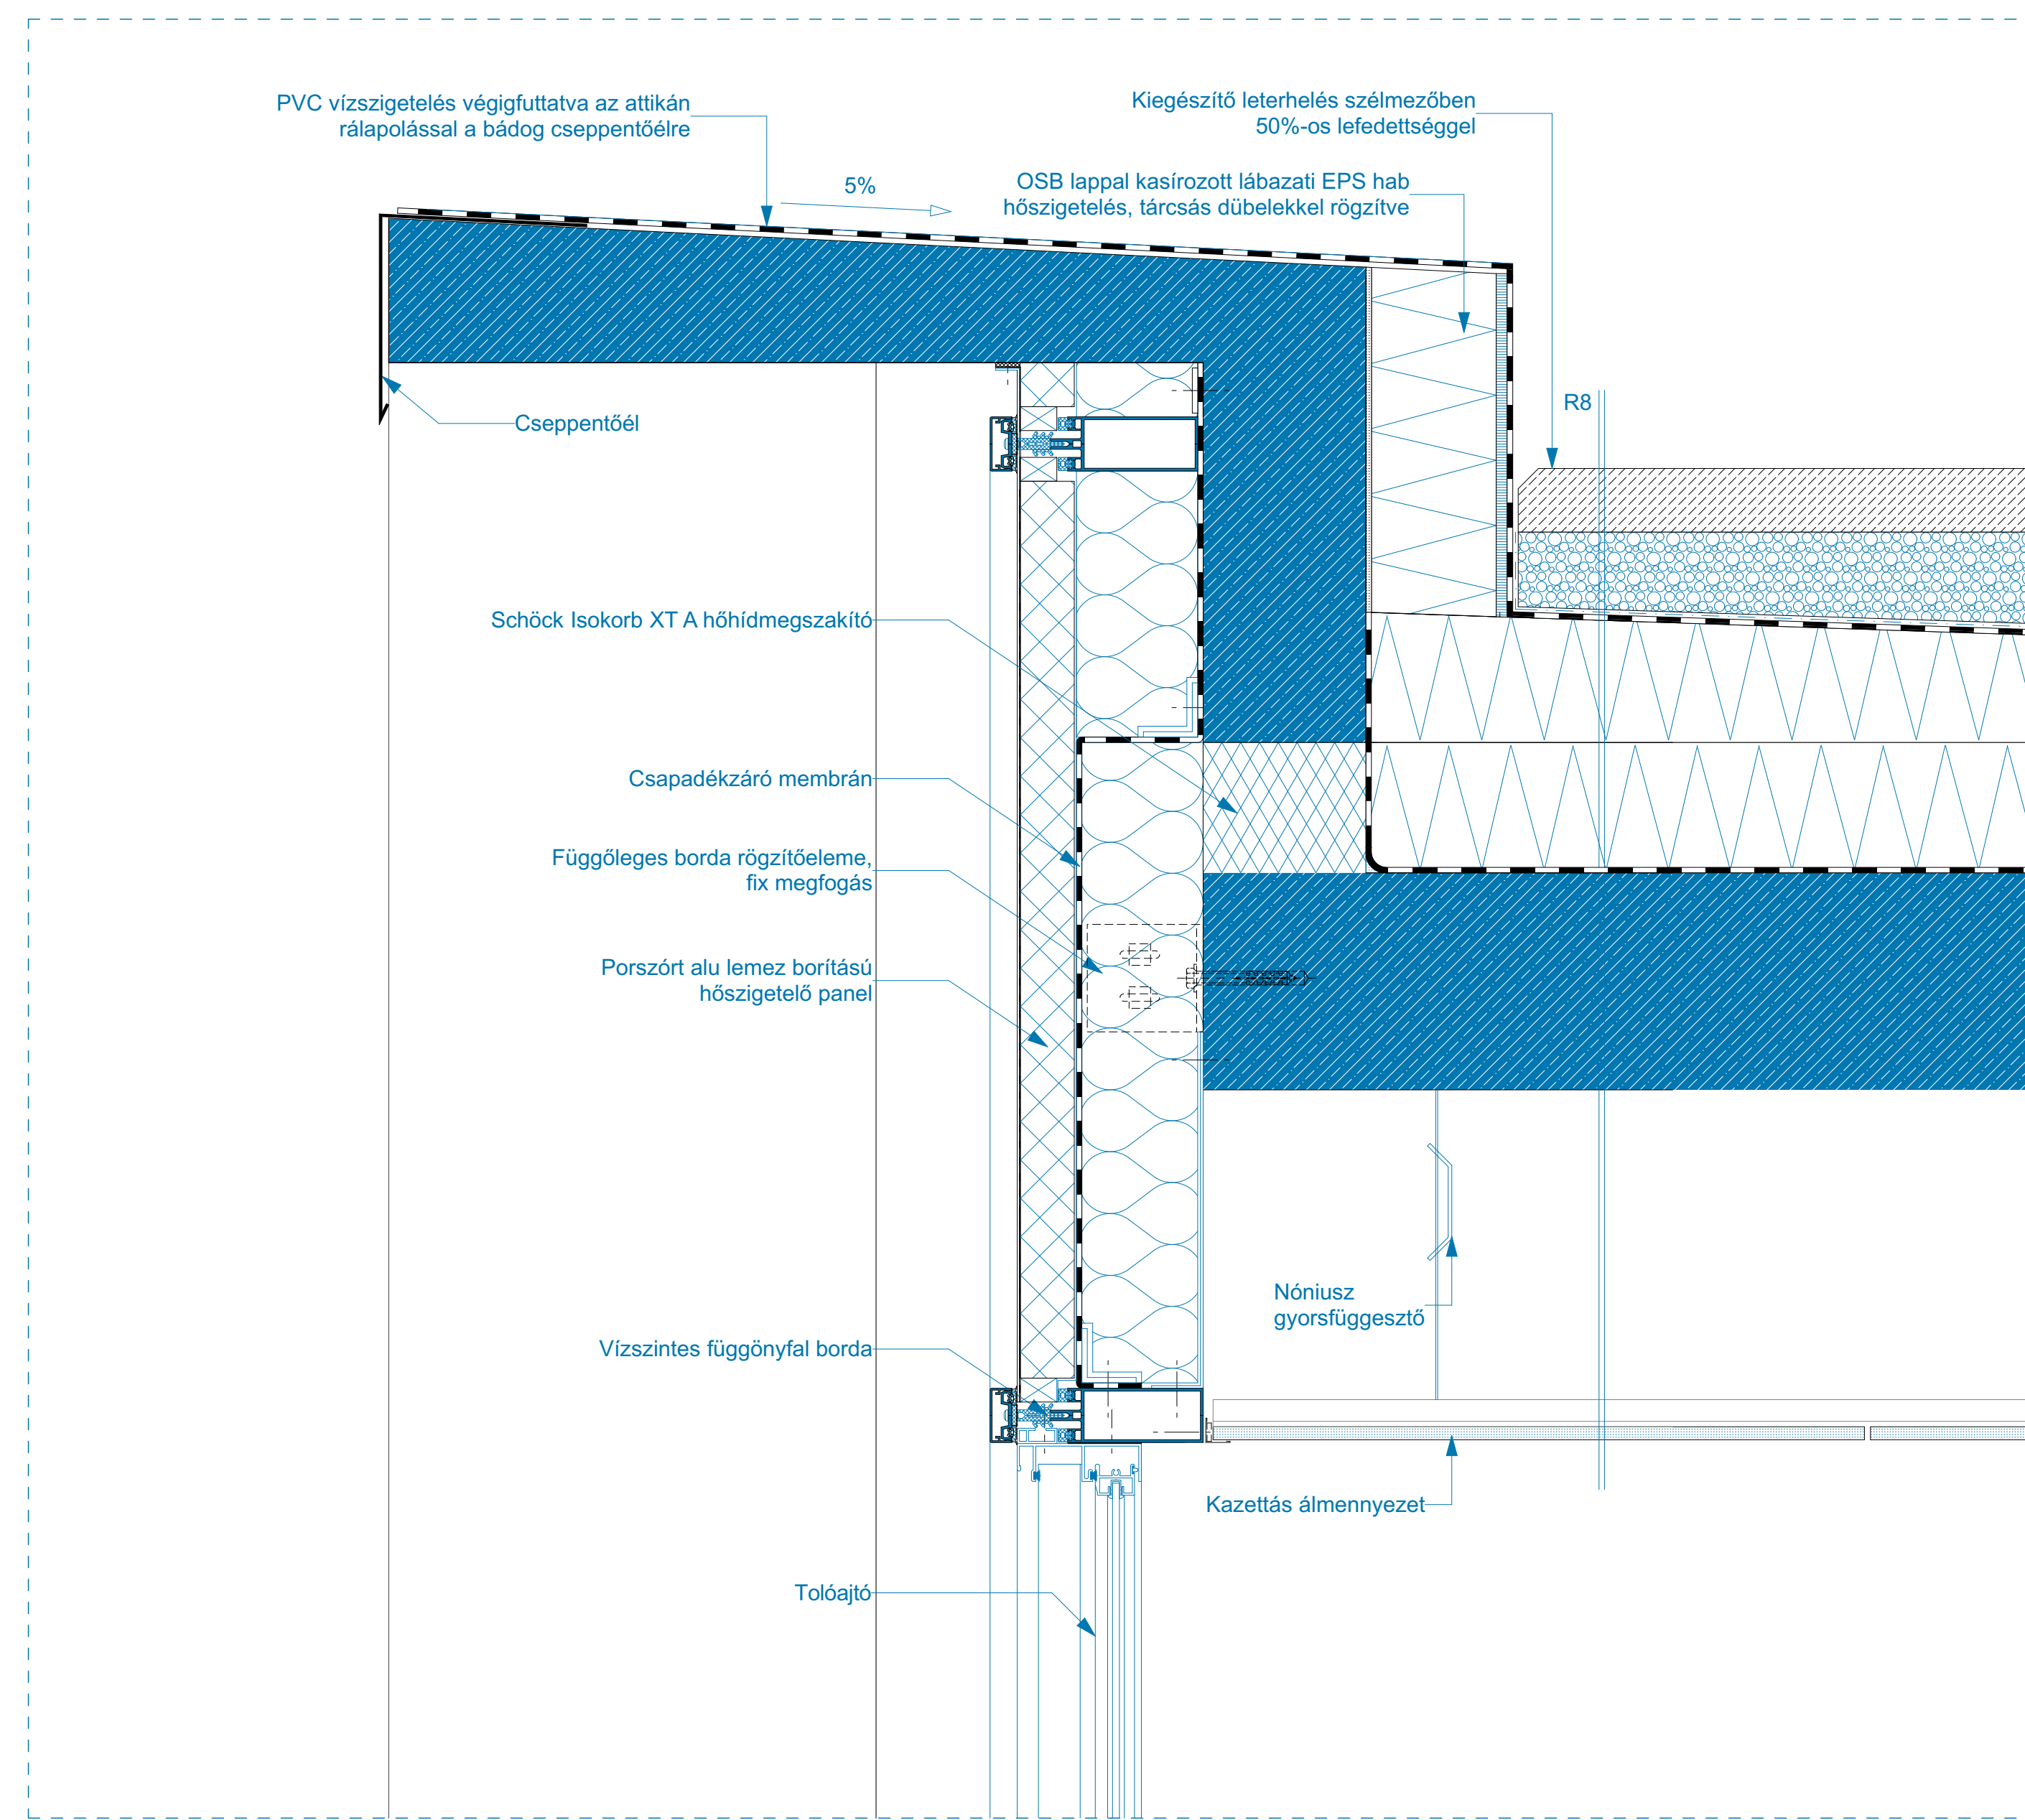 PVC vízszigetelés végigfuttatva az attikán
rálapolással a bádog cseppentőélre
Kiegészítő leterhelés szélmezőben
50%-os lefedettséggel
5%
OSB lappal kasírozott lábazati EPS hab
hőszigetelés, tárcsás dübelekkel rögzítve
R8
Cseppentőél
Schöck Isokorb XT A hőhídmegszakító
Csapadékzáró membrán
Függőleges borda rögzítőeleme,
fix megfogás
Porszórt alu lemez borítású
hőszigetelő panel
Nóniusz
gyorsfüggesztő
Vízszintes függönyfal borda
Kazettás álmennyezet
Tolóajtó